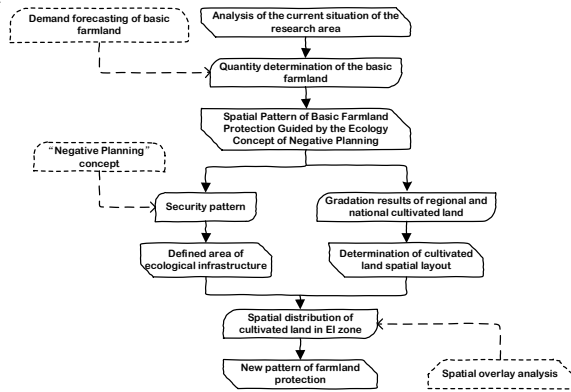 Demand forecasting of basic
farmland
Analysis of the current situation of the
research area
Quantity determination of the basic
farmland
Spatial Pattern of Basic Farmland
Protection Guided by the Ecology
Concept of Negative Planning
“Negative Planning”
concept
Security pattern
Gradation results of regional and
national cultivated land
Defined area of
ecological infrastructure
Determination of cultivated
land spatial layout
Spatial distribution of
cultivated land in EI zone
New pattern of farmland
protection
Spatial overlay analysis